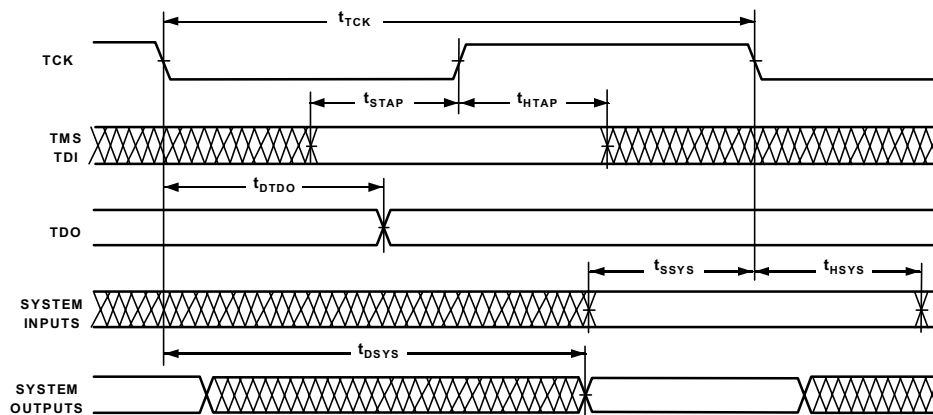 tTCK
TCK
tSTAP
tHTAP
TMS
TDI
tDTDO
TDO
tSSYS
tHSYS
SYSTEM
INPUTS
tDSYS
SYSTEM
OUTPUTS